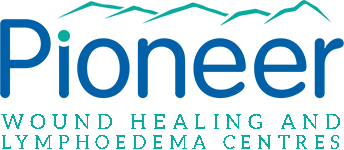 Pioneer
WOUND HEALING AND
LYMPHOEDEMA CENTRES